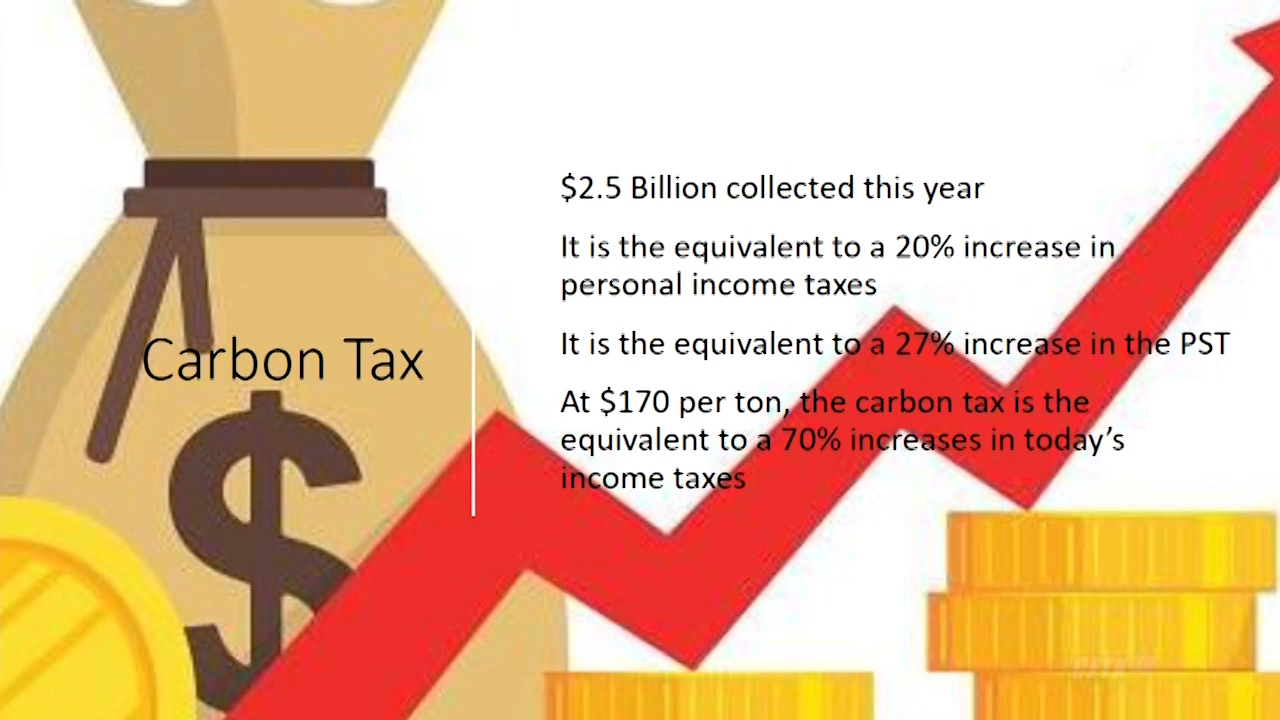 Carbon Tax
$2.5 Billion collected this year
It is the equivalent to a 20% increase in
personal income taxes
It is the equivalent to a 27% increase in the PST
At $170 per ton, the carbon tax is the
equivalent to a 70% increases in today’s
income taxes